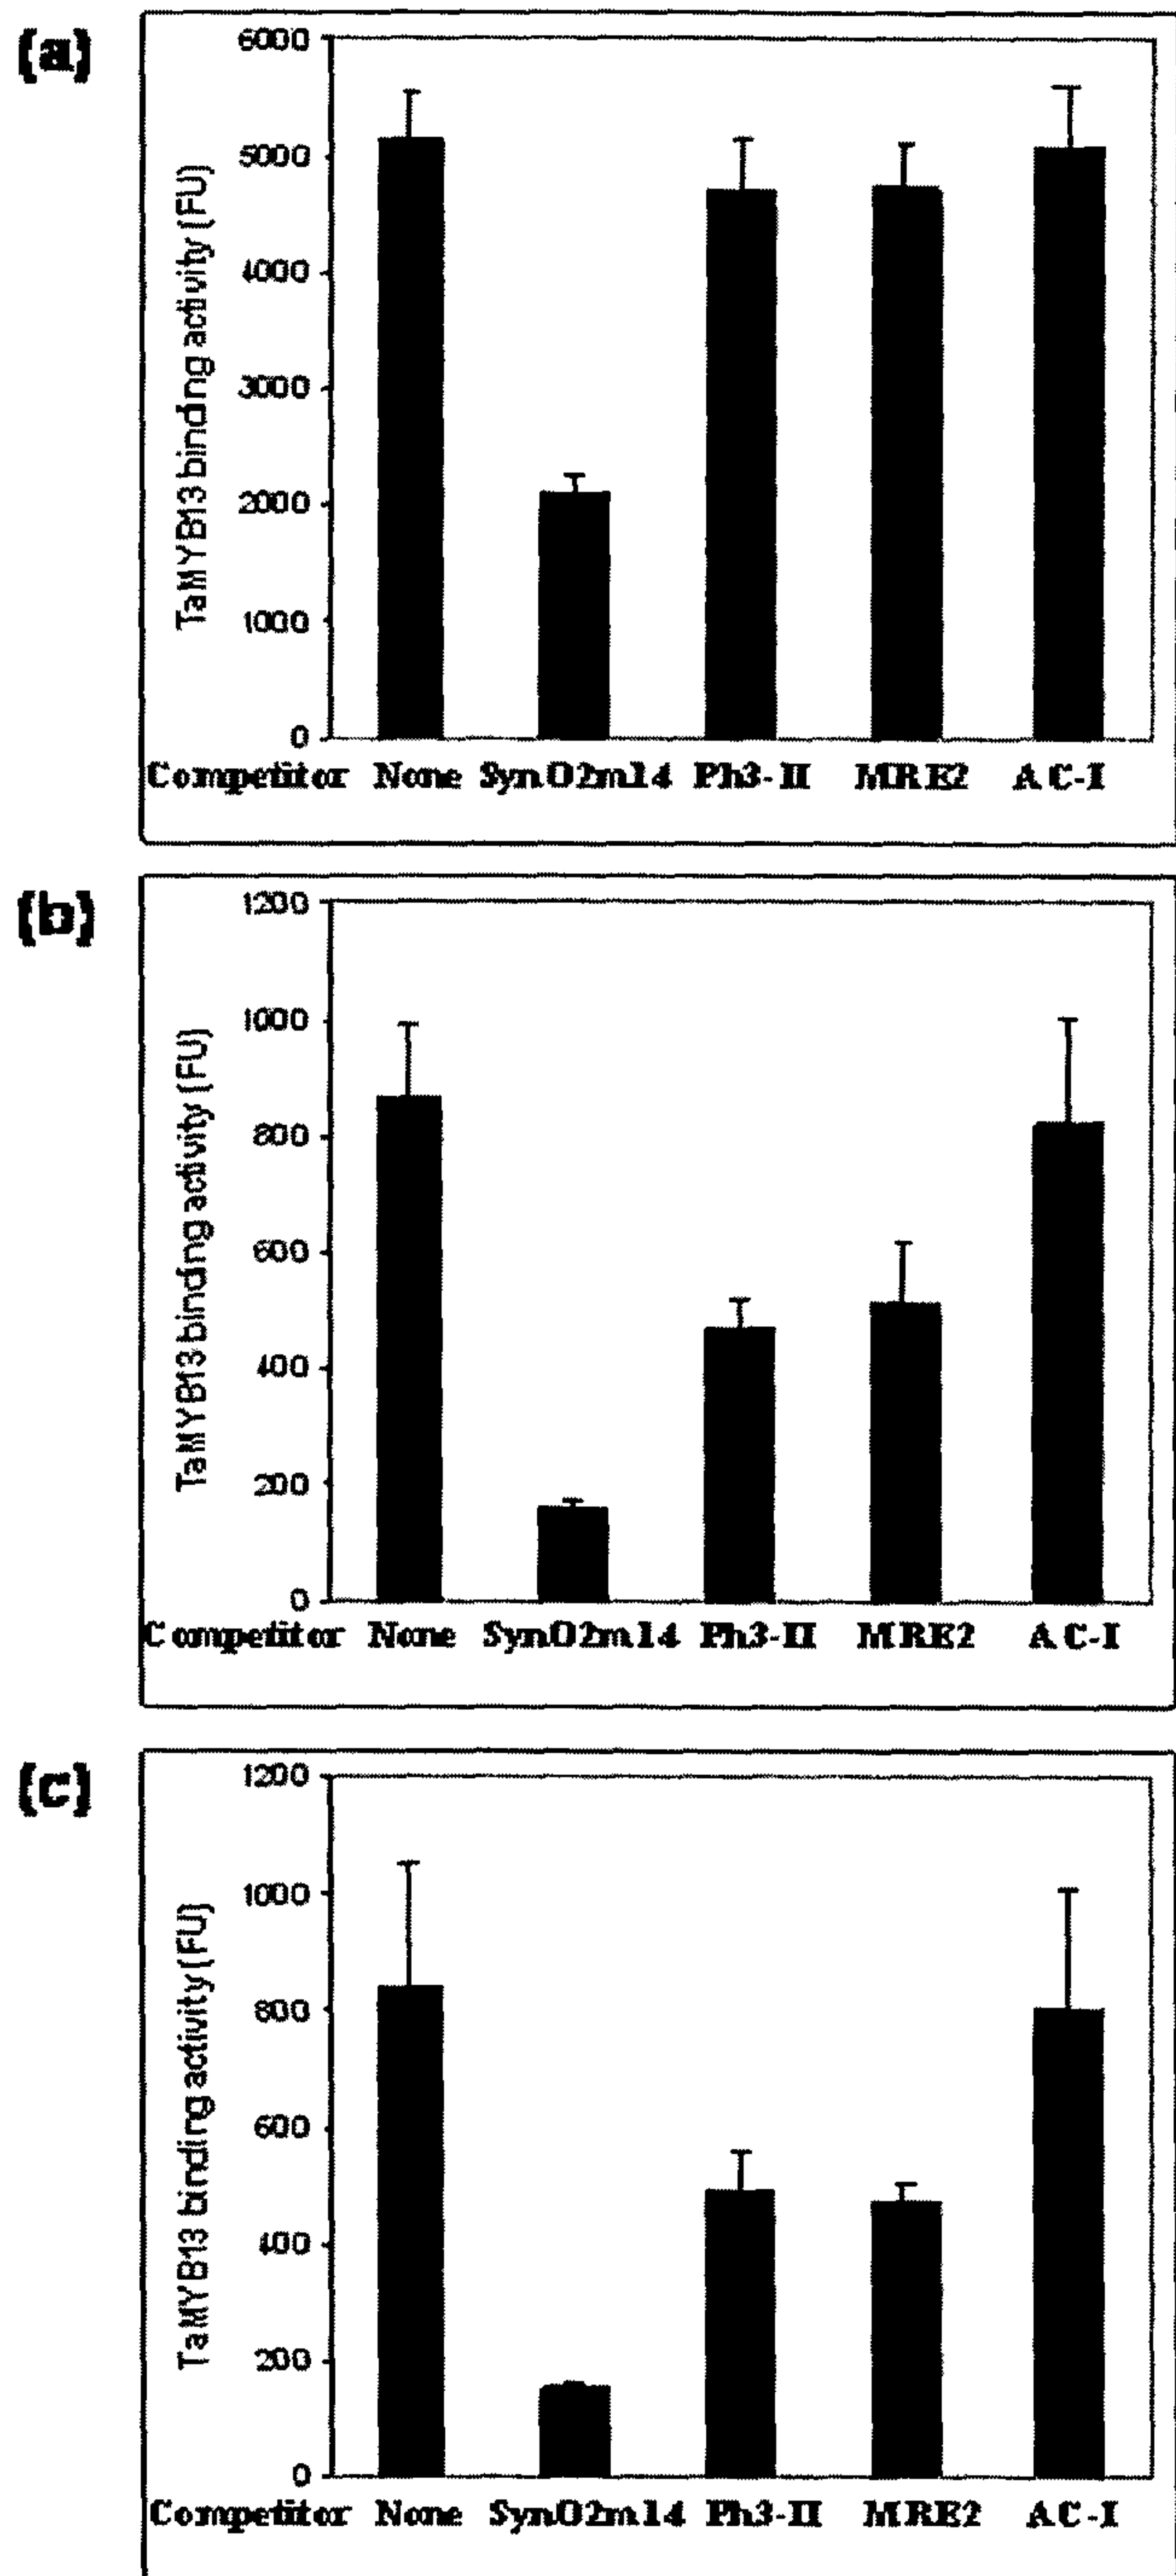 (a)
TaMYB13 binding activity (FU)
6000
5000
4000
3000
2000
1000
0
Competitor None SynO2m14 Ph3-II MRE2 AC-I
(b)
TaMYB13 binding activity (FU)
1200
1000
800
600
400
200
0
Competitor None SynO2m14 Ph3-II MRE2 AC-I
(c)
TaMYB13 binding activity (FU)
1200
1000
800
600
400
200
0
Competitor None SynO2m14 Ph3-II MRE2 AC-I